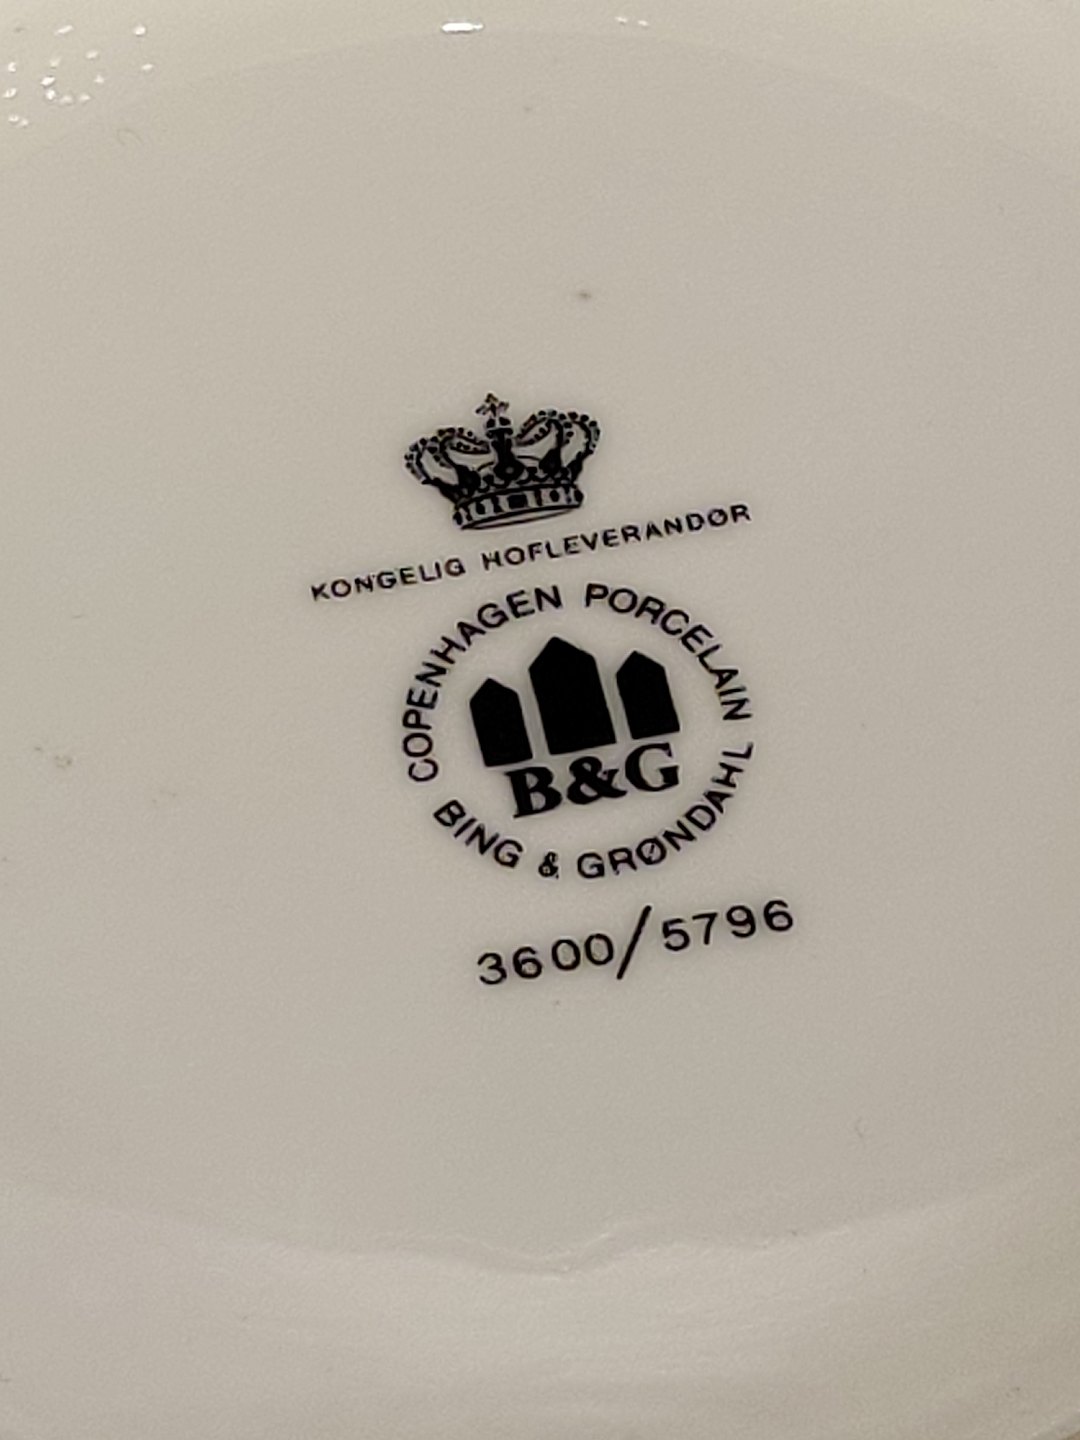 KONGELIG HOFLEVERANDØR
COPENHAGEN PORCELAIN
B&G
BING & GRØNDAHL
3600/5796